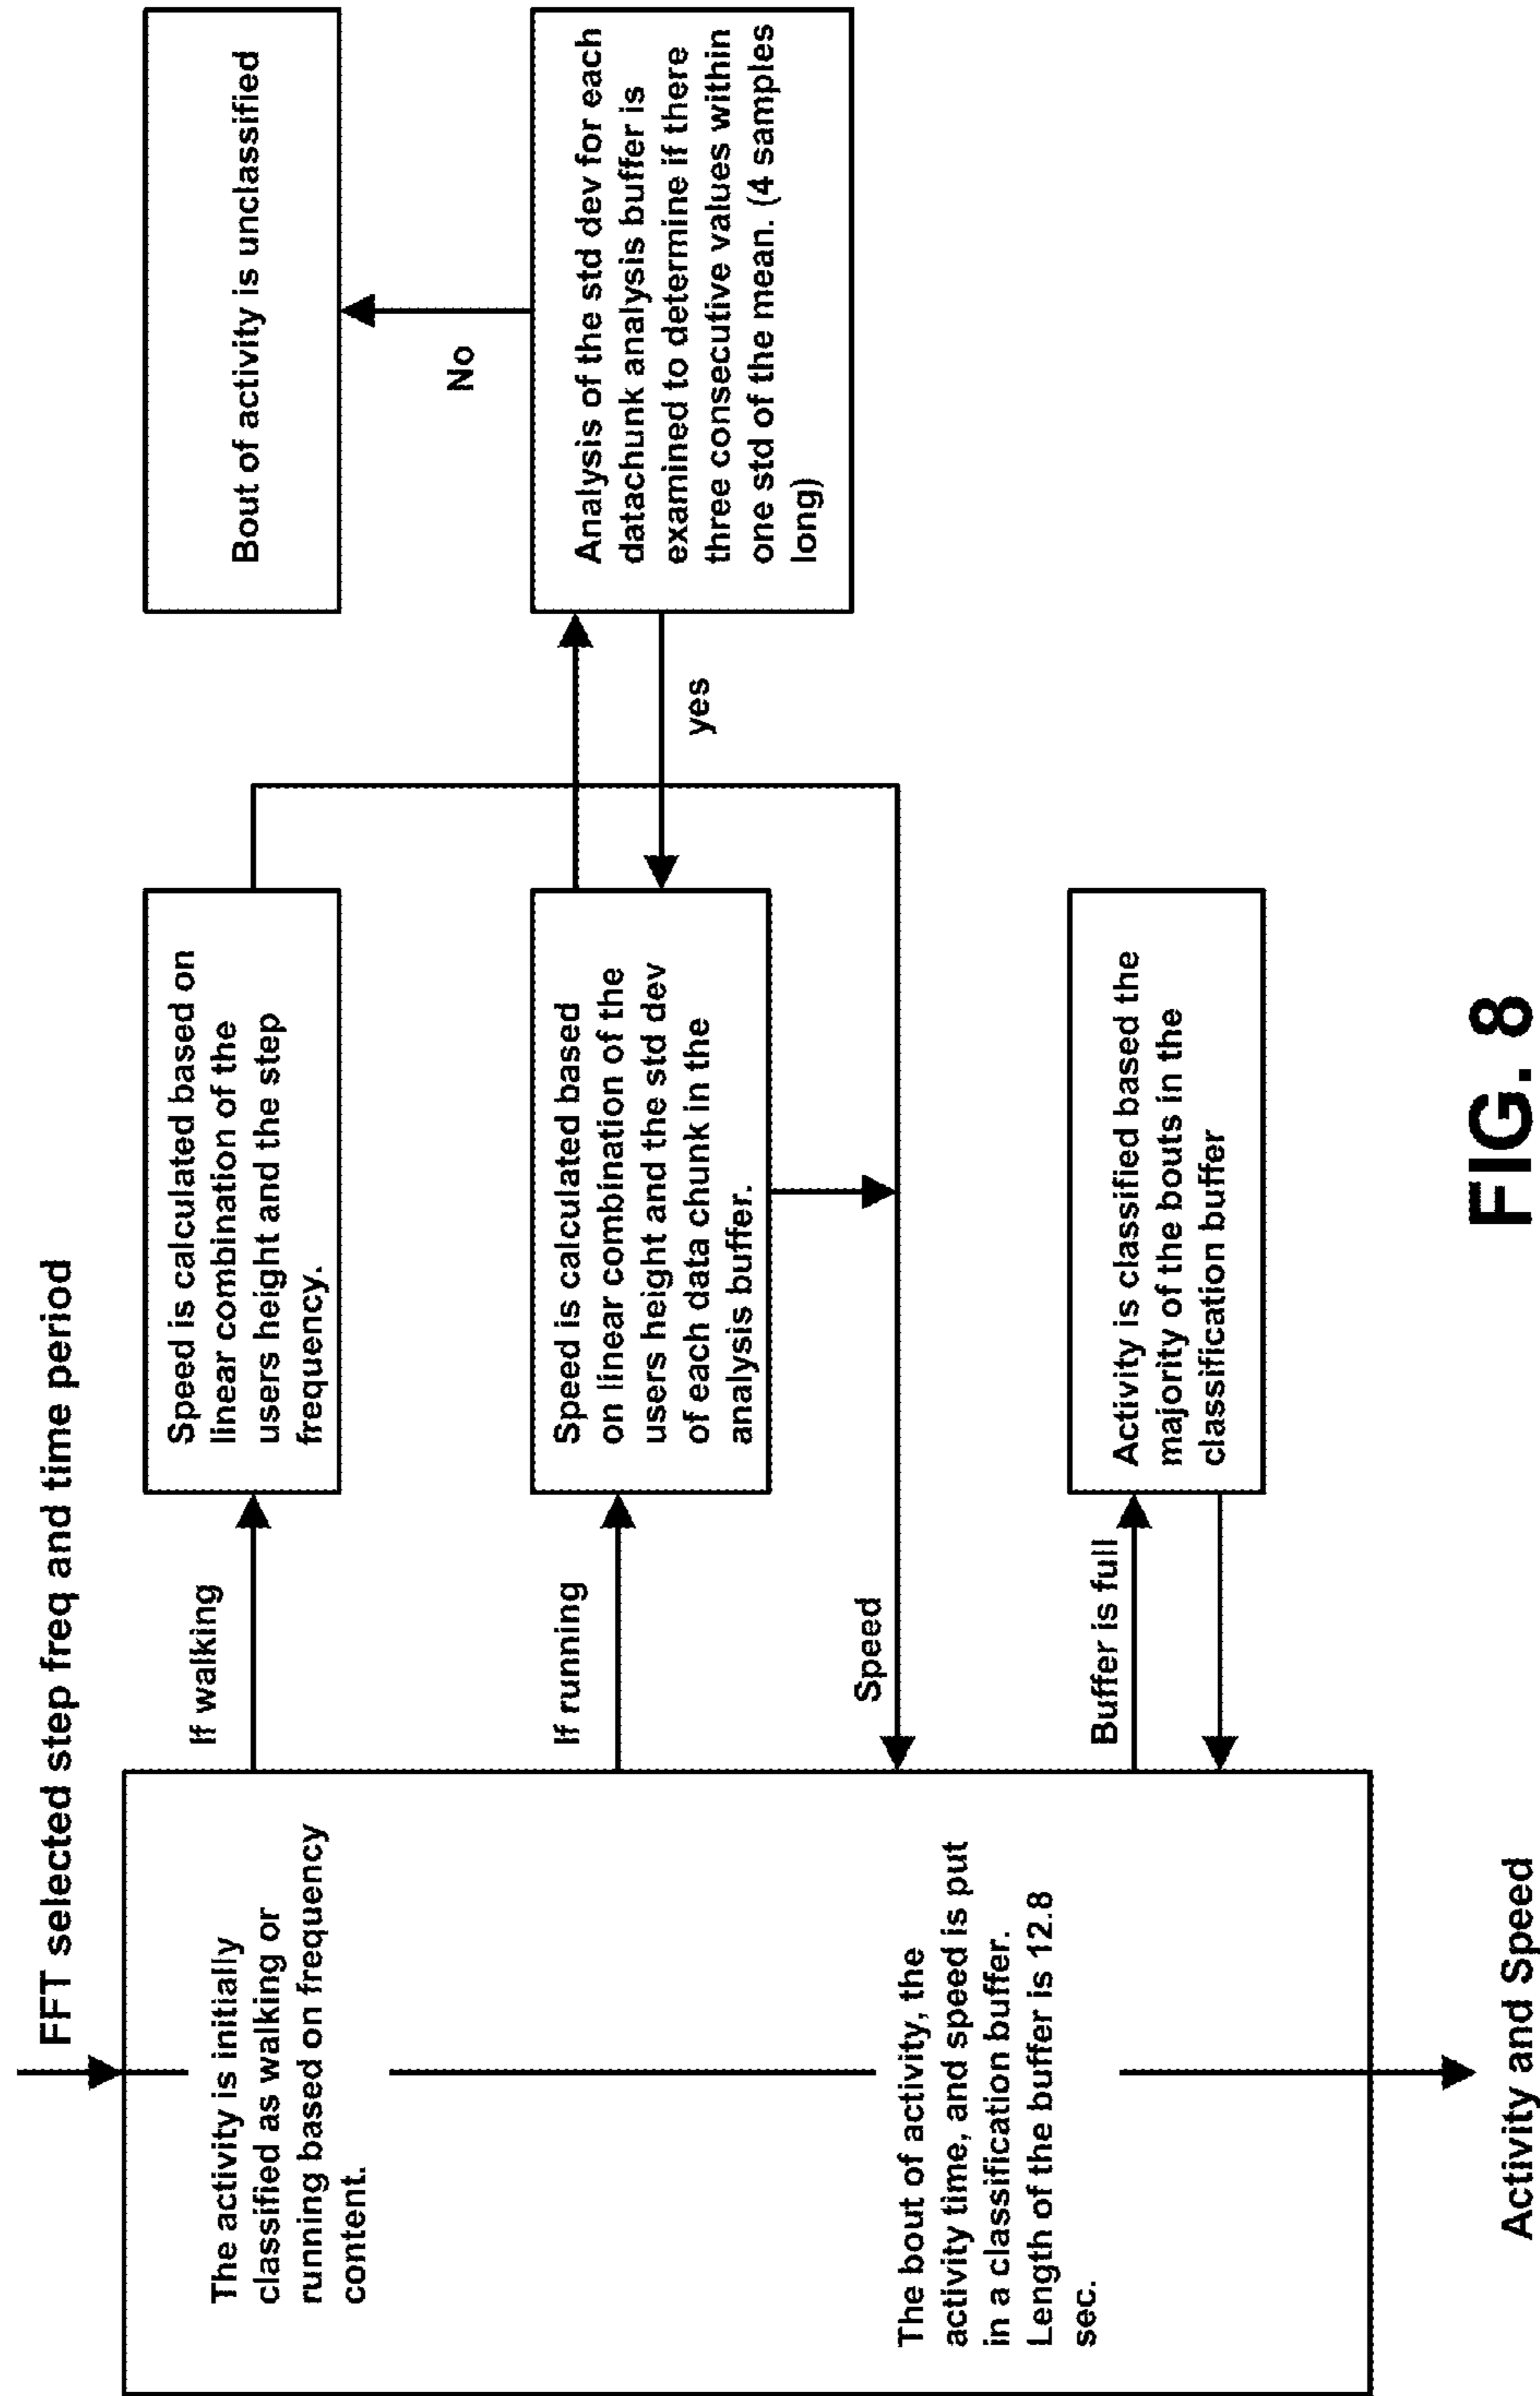 FFT selected step freq and time period
The activity is initially
classified as walking or
running based on frequency
content.
If walking
Speed is calculated based on
linear combination of the
users height and the step
frequency.
Bout of activity is unclassified
If running
Speed is calculated based
on linear combination of the
users height and the std dev
of each data chunk in the
analysis buffer.
yes
No
Analysis of the std dev for each
datachunk analysis buffer is
examined to determine if there
three consecutive values within
one std of the mean. (4 samples
long)
Speed
The bout of activity, the
activity time, and speed is put
in a classification buffer.
Length of the buffer is 12.8
sec.
Buffer is full
Activity is classified based the
majority of the bouts in the
classification buffer
Activity and Speed
FIG. 8